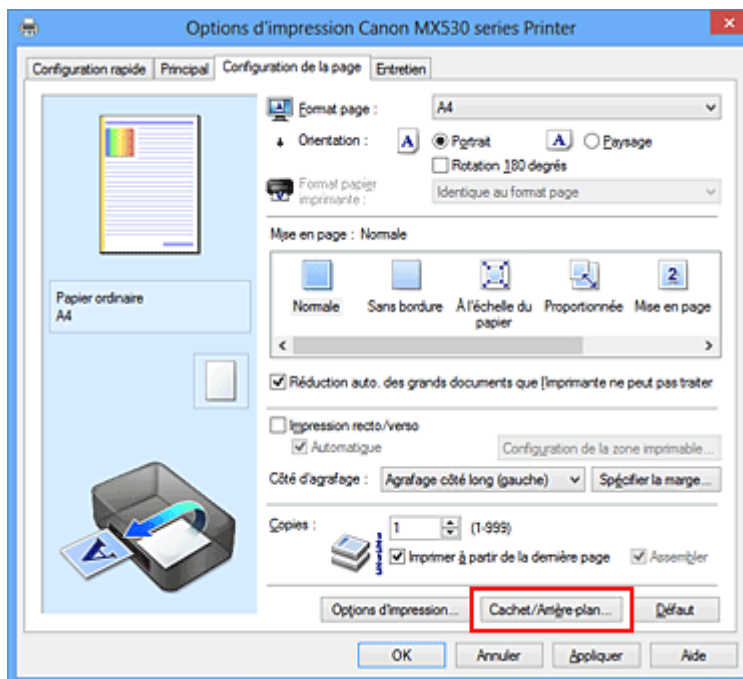 Options d'impression Canon MX530 series Printer
Configuration rapide Principal Configuration de la page Entretien
Format page : A4
Orientation : A Portrait A Paysage
Rotation 180 degrés
Format papier imprimante : Identique au format page
Mise en page : Normale
Normale Sans bordure À l'échelle du papier Proportionnée Mise en page
2
Papier ordinaire
A4
Réduction auto. des grands documents que l'imprimante ne peut pas traiter
Impression recto/verso
Automatique Configuration de la zone imprimable...
Côté d'agrafage : Agrafage côté long (gauche) Spécifier la marge...
Copies : 1 (1-999)
Imprimer à partir de la dernière page Assembler
A
Options d'impression... Cachet/Arrière-plan... Défaut
OK Annuler Appliquer Aide